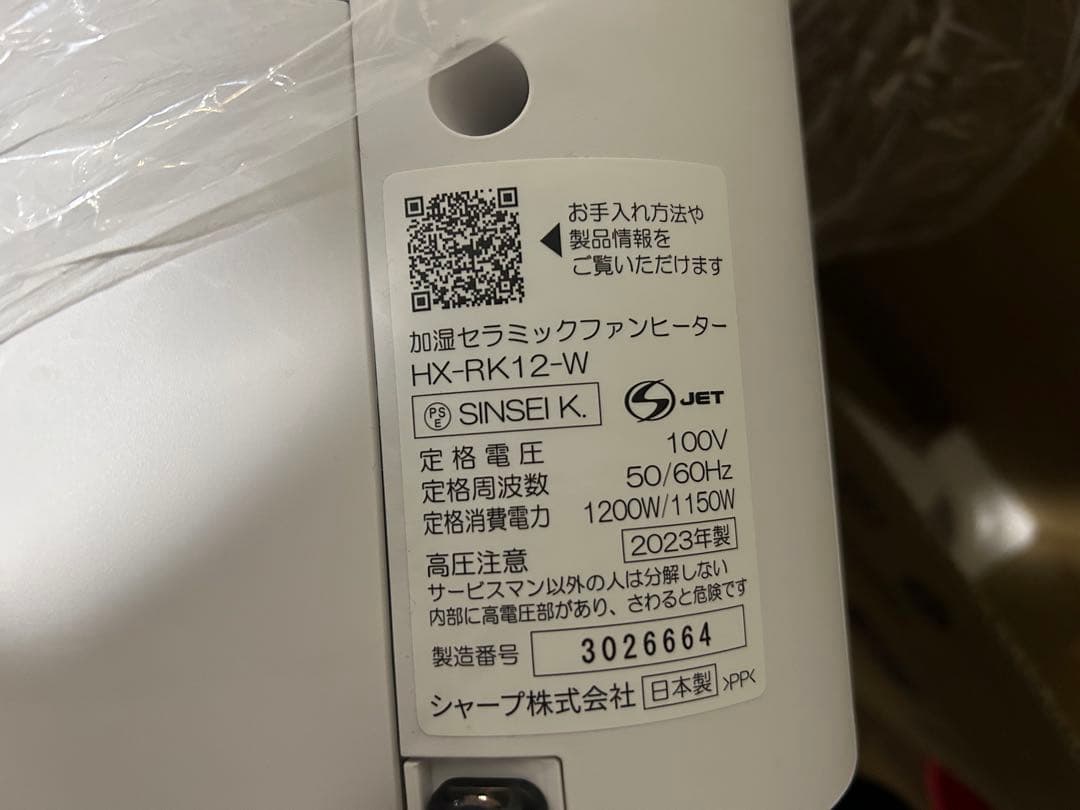 お手入れ方法や
製品情報を
ご覧いただけます
加湿セラミックファンヒーター
HX-RK12-W
PS
E
SINSEI K.
JET
定格電圧 100V
定格周波数 50/60Hz
定格消費電力 1200W/1150W
高圧注意 2023年製
サービスマン以外の人は分解しない
内部に高電圧部があり、さわると危険です
製造番号 3026664
シャープ株式会社 日本製 >PP<